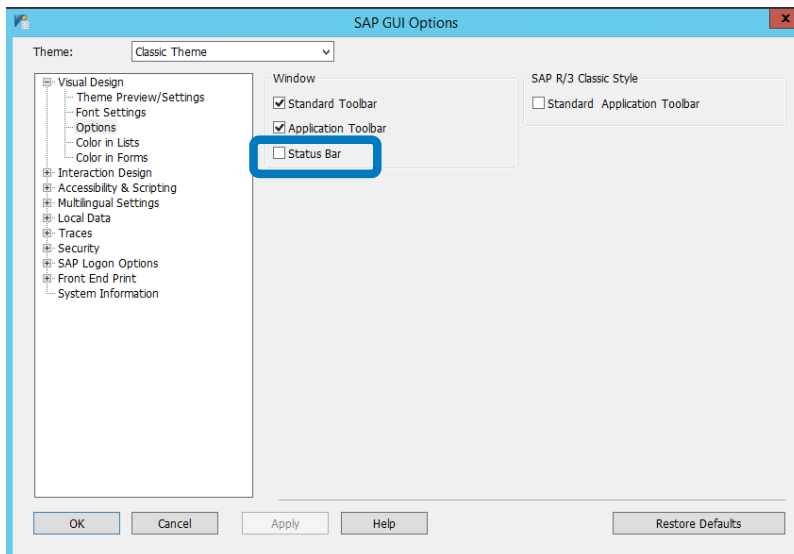 SAP GUI Options
x
Theme:
Classic Theme
Visual Design
Theme Preview/Settings
Font Settings
Options
Color in Lists
Color in Forms
Interaction Design
Accessibility & Scripting
Multilingual Settings
Local Data
Traces
Security
SAP Logon Options
Front End Print
System Information
Window
Standard Toolbar
Application Toolbar
Status Bar
SAP R/3 Classic Style
Standard Application Toolbar
OK
Cancel
Apply
Help
Restore Defaults